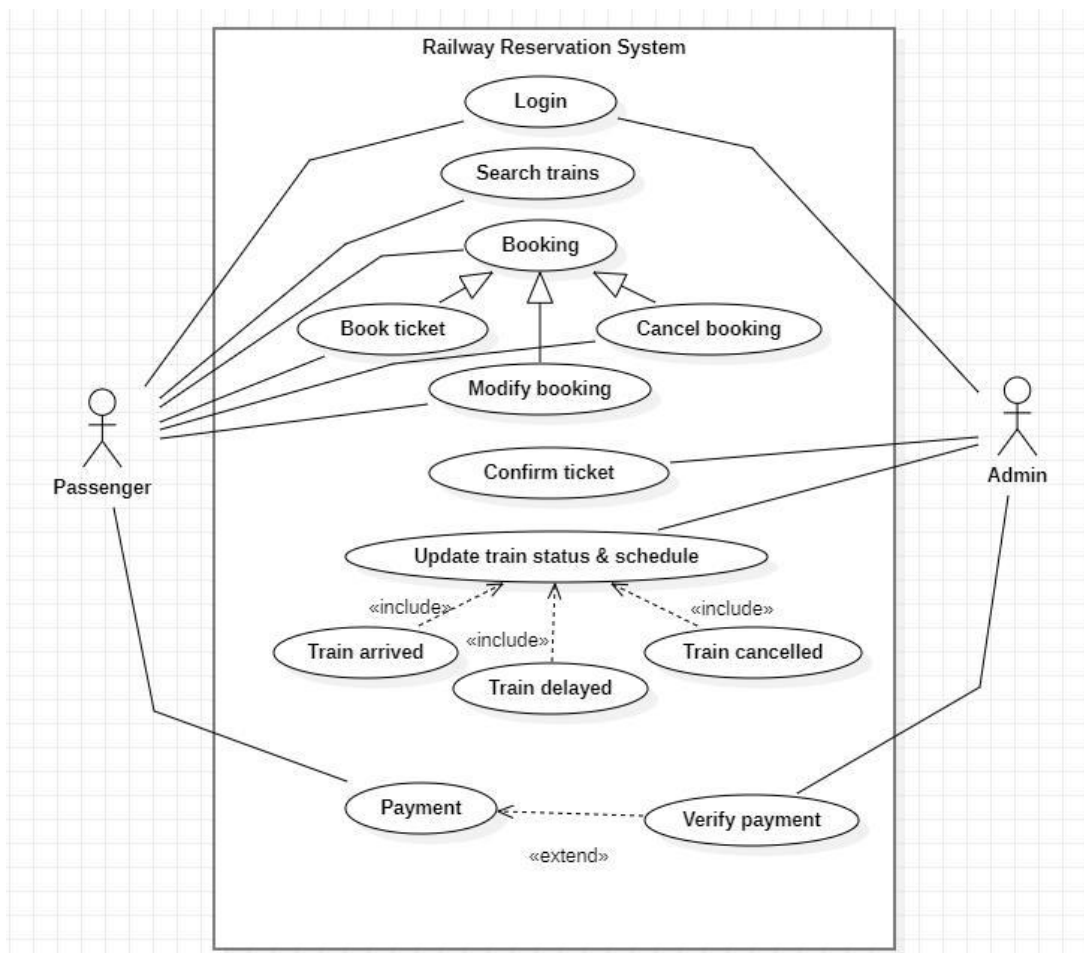 Railway Reservation System
Login
Search trains
Booking
Book ticket
Cancel booking
Modify booking
Passenger
Confirm ticket
Admin
Update train status & schedule
«include»
«include»
«include»
Train arrived
Train cancelled
Train delayed
Payment
Verify payment
«extend»